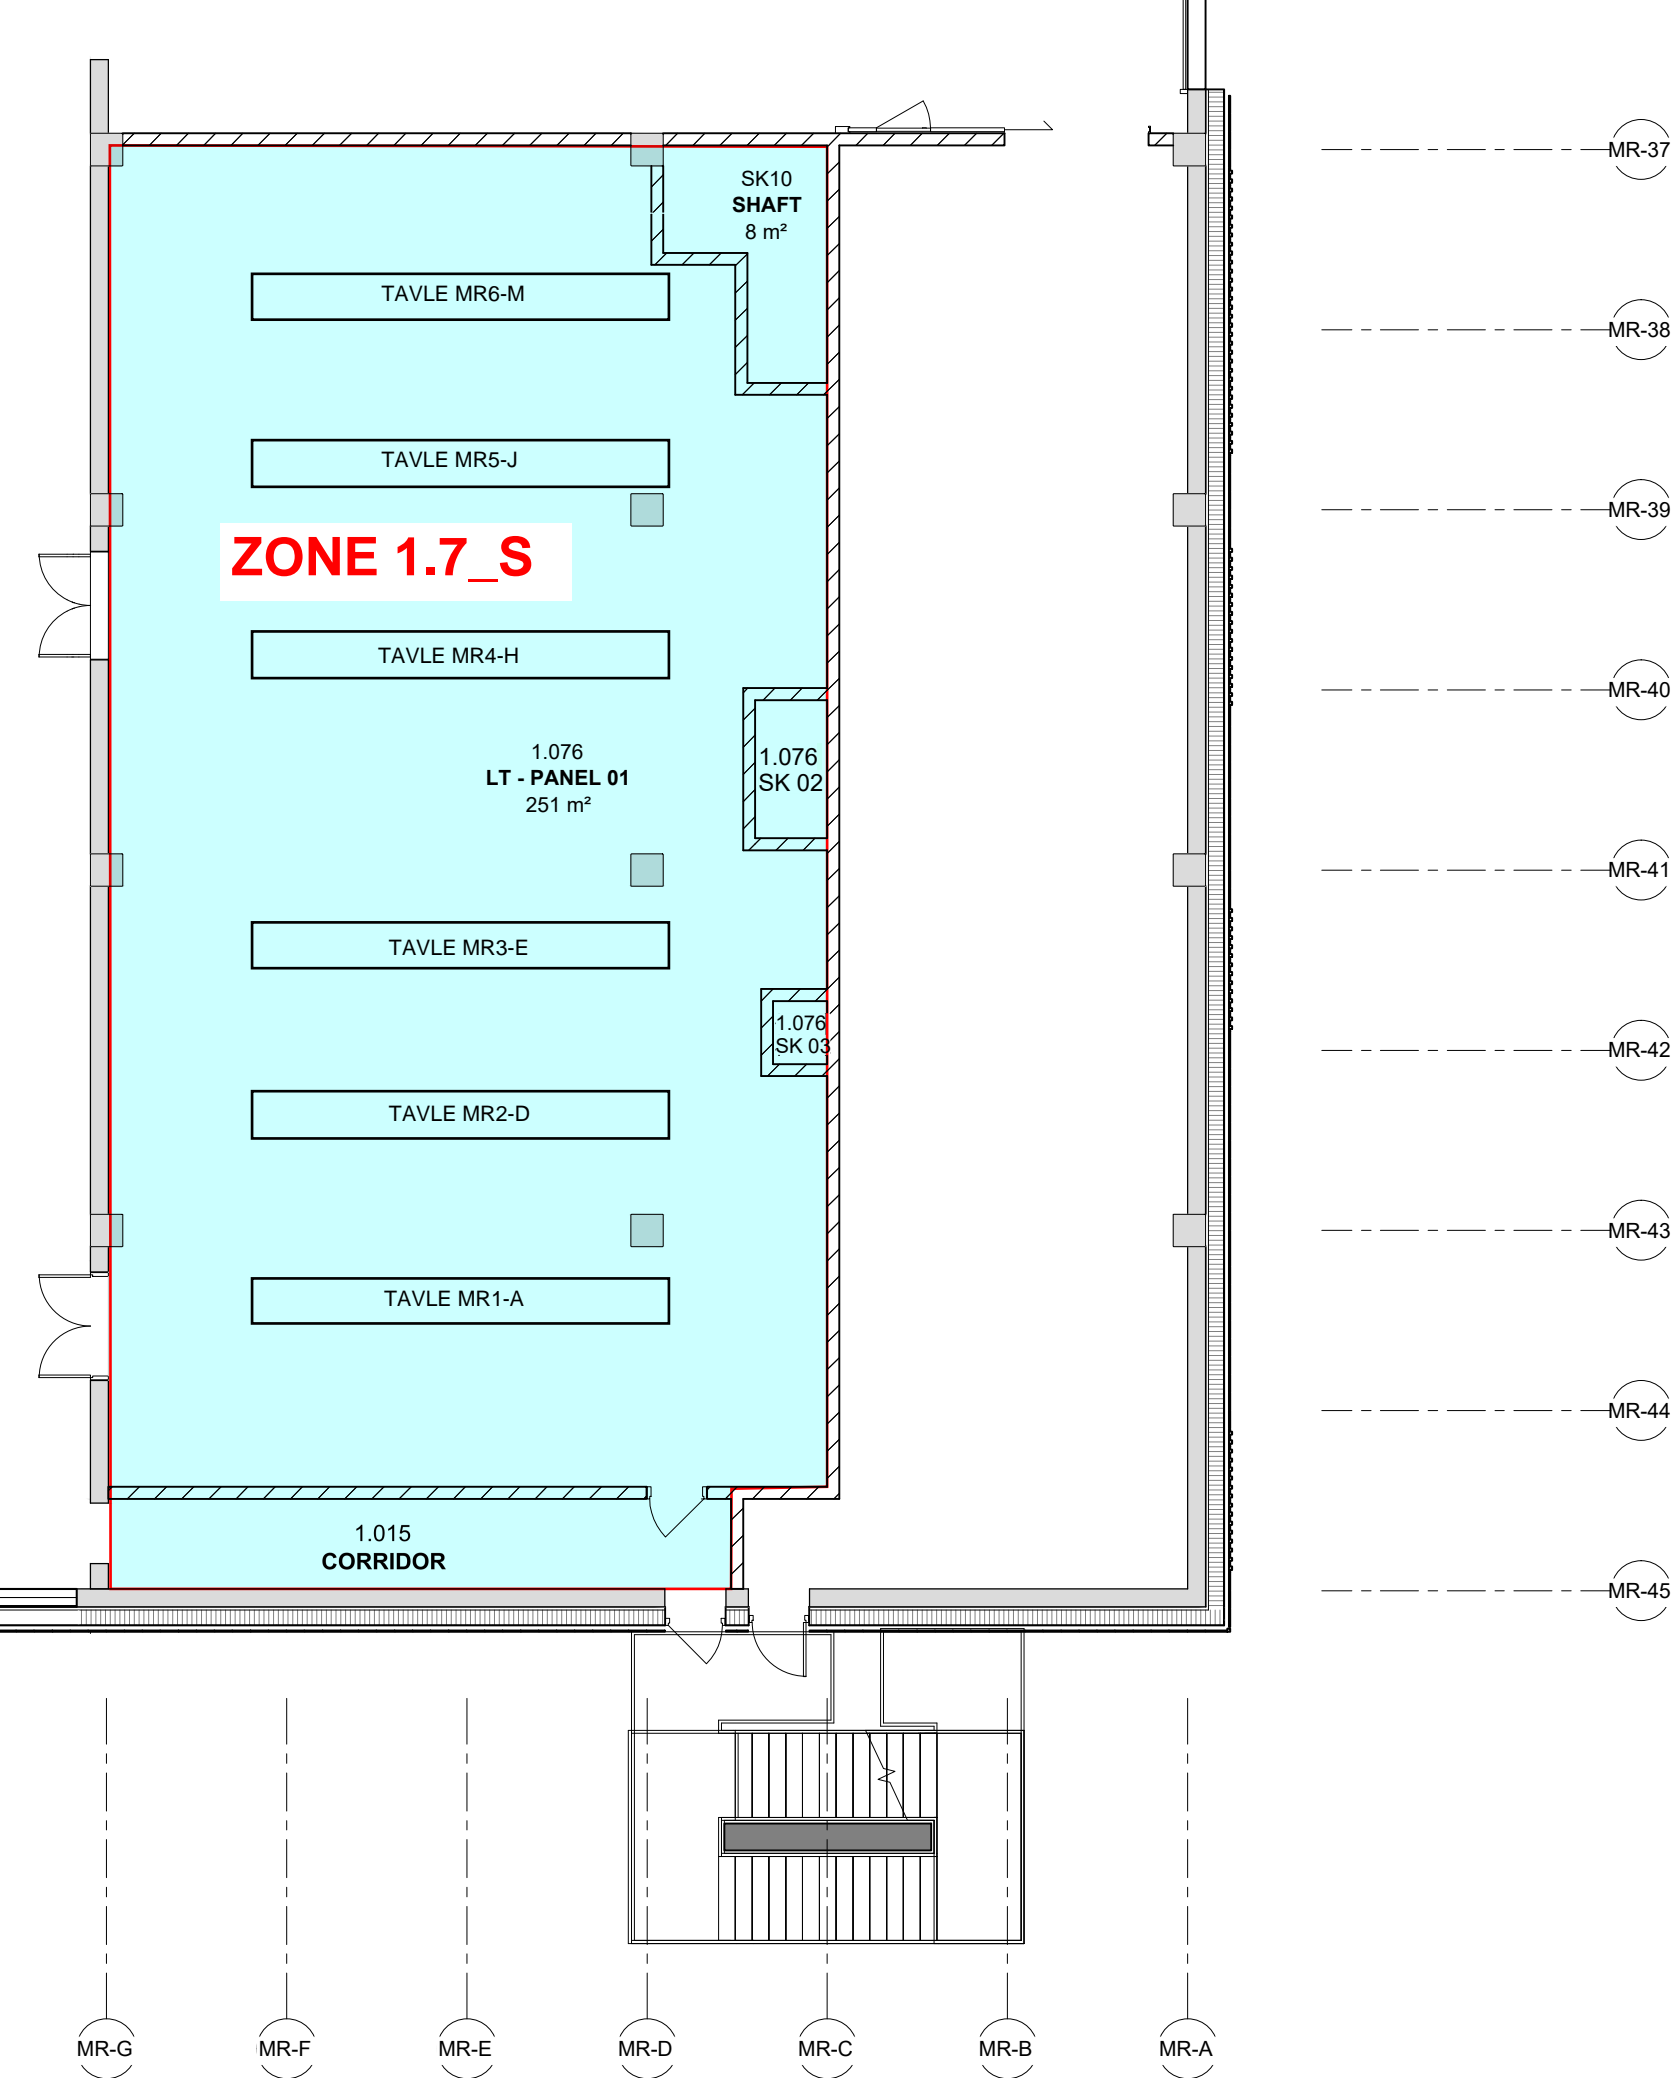 MR-37
SK10
SHAFT
8 m²
TAVLE MR6-M
MR-38
TAVLE MR5-J
MR-39
ZONE 1.7_S
TAVLE MR4-H
MR-40
1.076
LT - PANEL 01
251 m²
1.076
SK 02
MR-41
TAVLE MR3-E
1.076
SK 03
MR-42
TAVLE MR2-D
MR-43
TAVLE MR1-A
MR-44
1.015
CORRIDOR
MR-45
MR-G
MR-F
MR-E
MR-D
MR-C
MR-B
MR-A